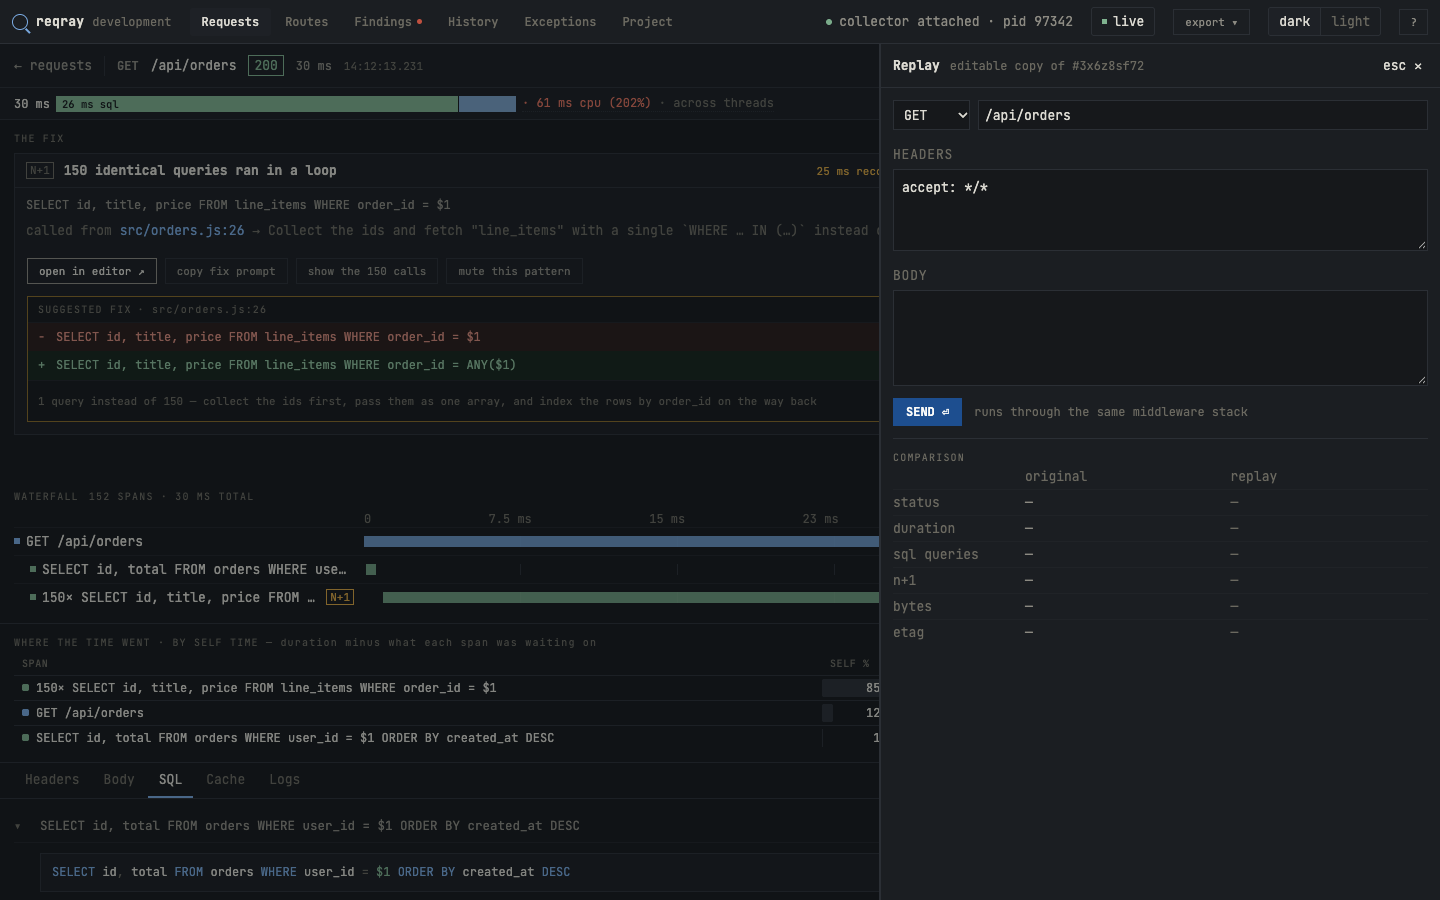 reqray development Requests Routes Findings History Exceptions Project collector attached · pid 97342 live export ▾ dark light ?
← requests GET /api/orders 200 30 ms 14:12:13.231
30 ms 26 ms sql · 61 ms cpu (202%) · across threads
THE FIX
N+1 150 identical queries ran in a loop 25 ms reco
SELECT id, title, price FROM line_items WHERE order_id = $1
called from src/orders.js:26 → Collect the ids and fetch "line_items" with a single `WHERE … IN (…)` instead
open in editor ↗ copy fix prompt show the 150 calls mute this pattern
SUGGESTED FIX · src/orders.js:26
- SELECT id, title, price FROM line_items WHERE order_id = $1
+ SELECT id, title, price FROM line_items WHERE order_id = ANY($1)
1 query instead of 150 — collect the ids first, pass them as one array, and index the rows by order_id on the way back
WATERFALL 152 SPANS · 30 MS TOTAL
0 7.5 ms 15 ms 23 ms
GET /api/orders
SELECT id, total FROM orders WHERE use…
150× SELECT id, title, price FROM … N+1
WHERE THE TIME WENT · BY SELF TIME — duration minus what each span was waiting on
SPAN SELF %
150× SELECT id, title, price FROM line_items WHERE order_id = $1 85
GET /api/orders 12
SELECT id, total FROM orders WHERE user_id = $1 ORDER BY created_at DESC 1
Headers Body SQL Cache Logs
▾ SELECT id, total FROM orders WHERE user_id = $1 ORDER BY created_at DESC
SELECT id, total FROM orders WHERE user_id = $1 ORDER BY created_at DESC
Replay editable copy of #3x6z8sf72 esc ×
GET /api/orders
HEADERS
accept: */*
BODY
SEND ⏎ runs through the same middleware stack
COMPARISON
original replay
status — —
duration — —
sql queries — —
n+1 — —
bytes — —
etag — —